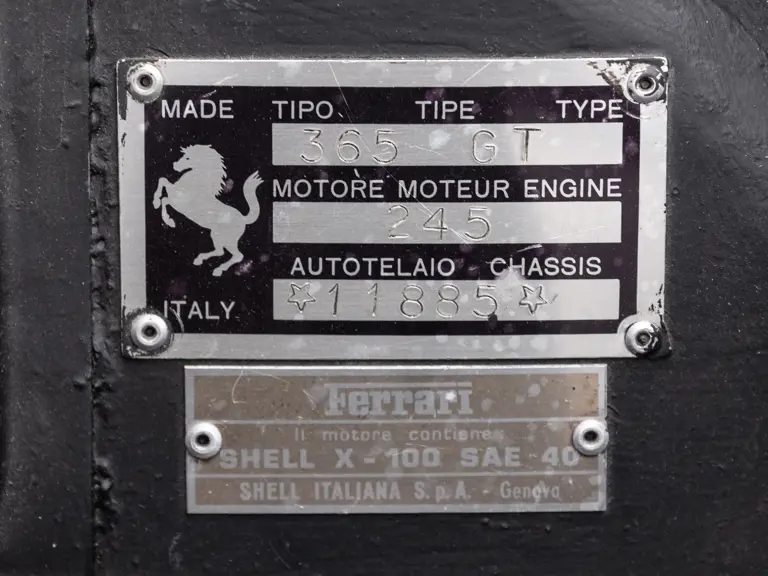 MADE TIPO TIPE TYPE
365 GT
MOTORE MOTEUR ENGINE
245
AUTOTELAIO CHASSIS
ITALY ☆11885☆
Ferrari
Il motore contiene
SHELL X-100 SAE-40
SHELL ITALIANA S.p.A. - Genova